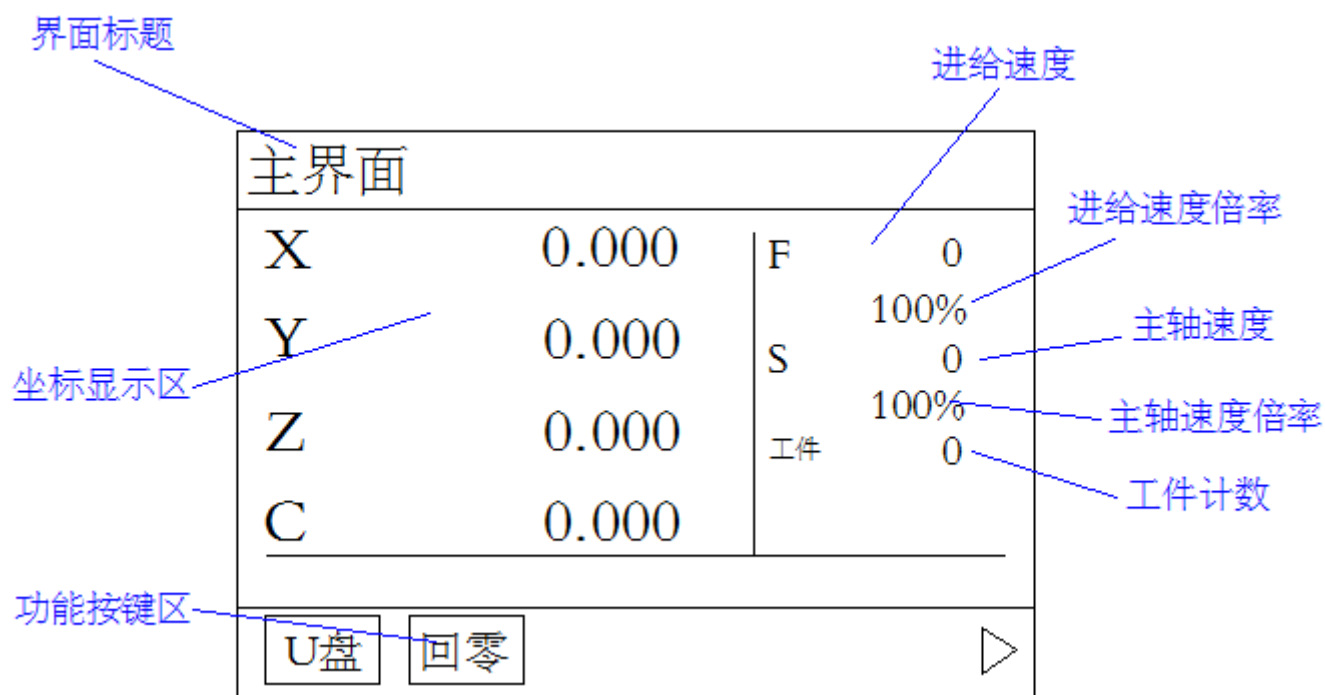 界面标题
进给速度
主界面
进给速度倍率
X 0.000 F 0
100%
Y 0.000 S 0
主轴速度
坐标显示区
100%
主轴速度倍率
Z 0.000 工件 0
工件计数
C 0.000
功能按键区
U盘 回零